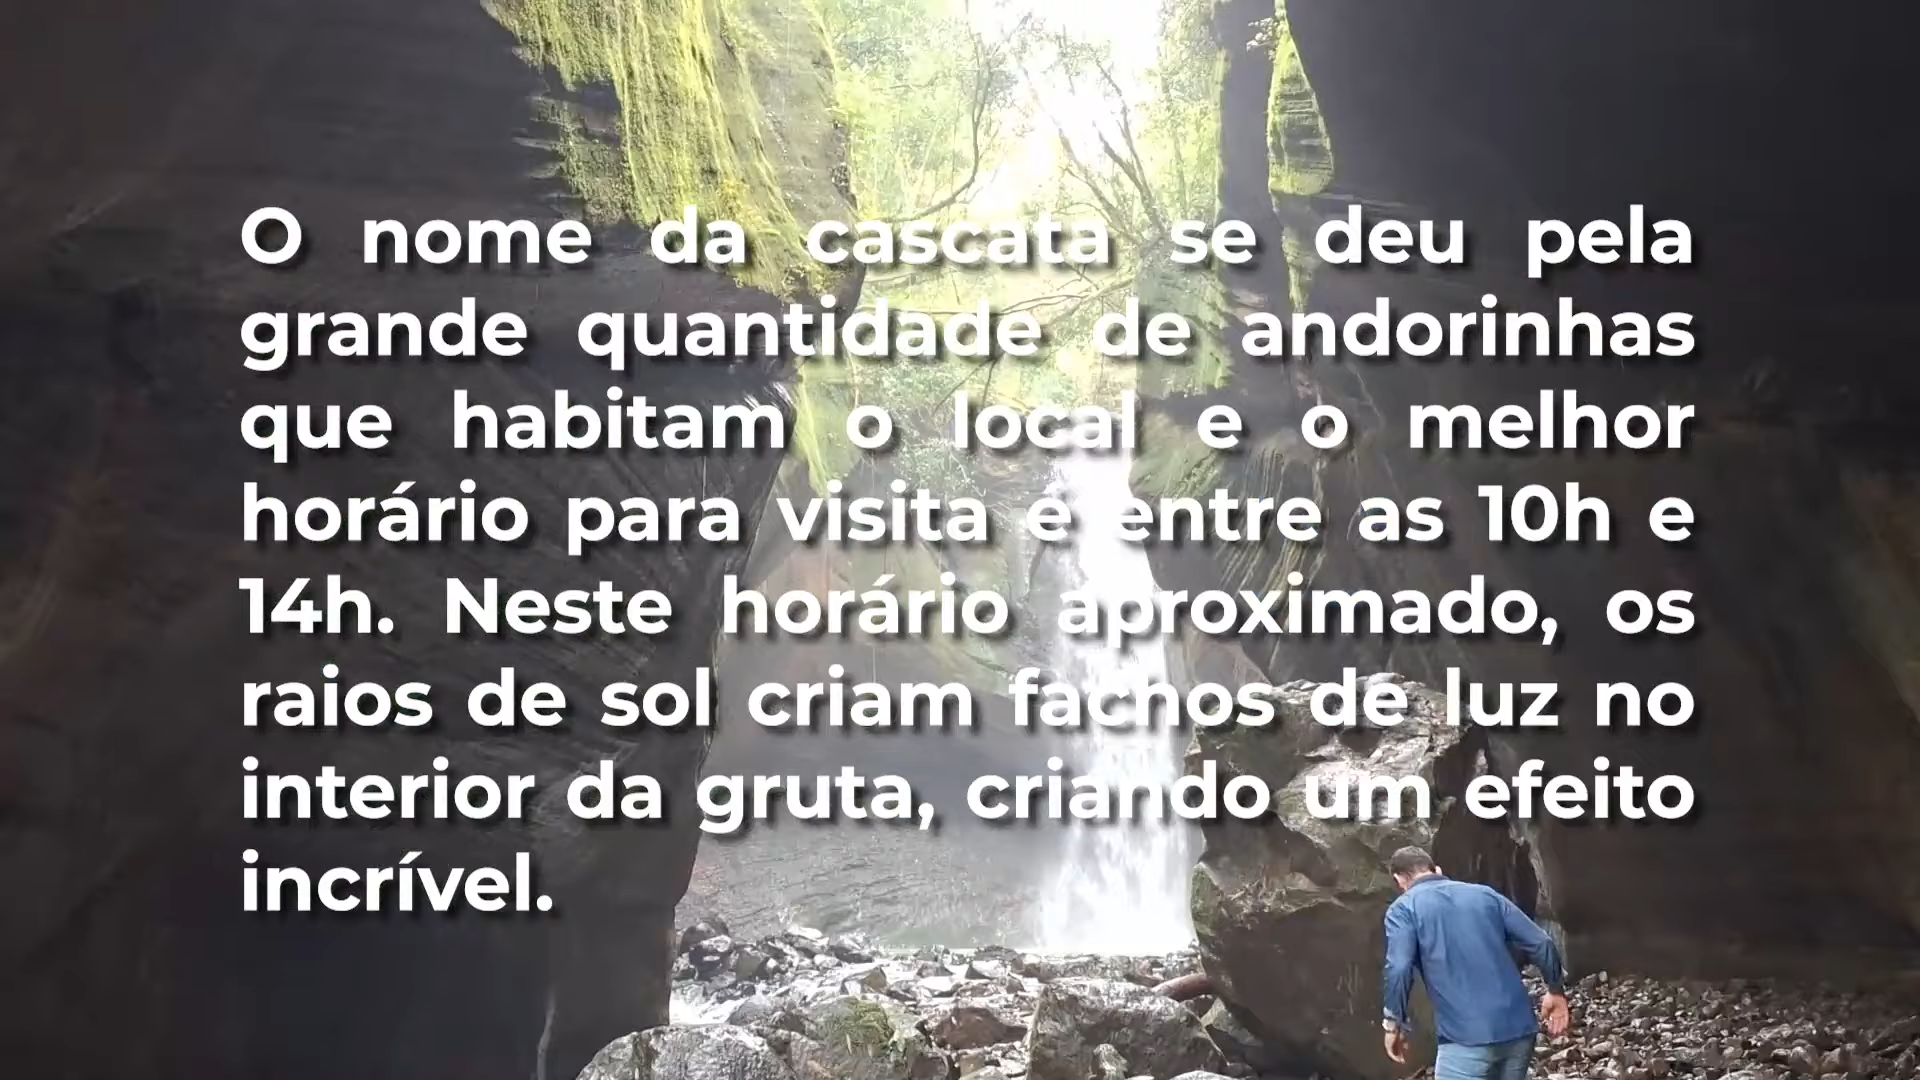 O nome da cascata se deu pela
grande quantidade de andorinhas
que habitam o local e o melhor
horário para visita é entre as 10h e
14h. Neste horário aproximado, os
raios de sol criam fachos de luz no
interior da gruta, criando um efeito
incrível.